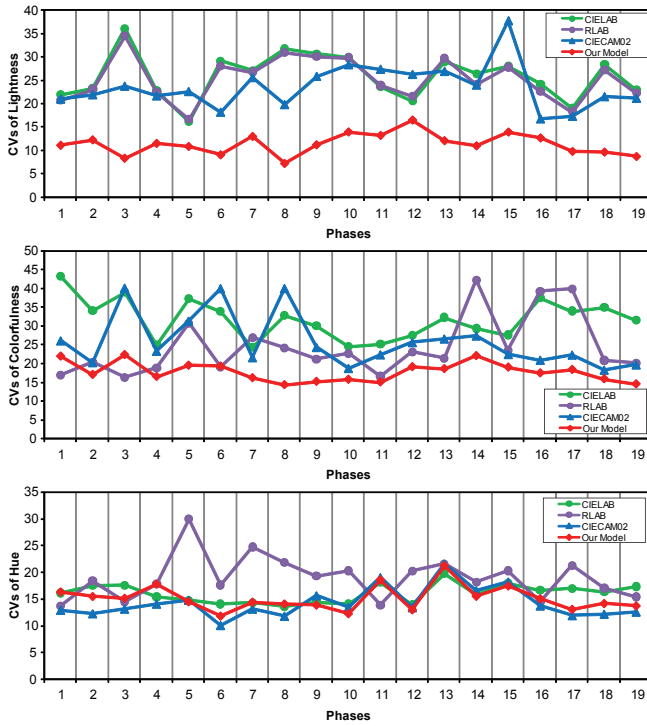 CVs of Lightness
40
35
30
25
20
15
10
5
0
CIELAB
RLAB
CIECAM02
Our Model
1 2 3 4 5 6 7 8 9 10 11 12 13 14 15 16 17 18 19
Phases
CVs of Colorfulness
50
45
40
35
30
25
20
15
10
5
0
CIELAB
RLAB
CIECAM02
Our Model
1 2 3 4 5 6 7 8 9 10 11 12 13 14 15 16 17 18 19
Phases
CVs of Hue
35
30
25
20
15
10
5
0
CIELAB
RLAB
CIECAM02
Our Model
1 2 3 4 5 6 7 8 9 10 11 12 13 14 15 16 17 18 19
Phases